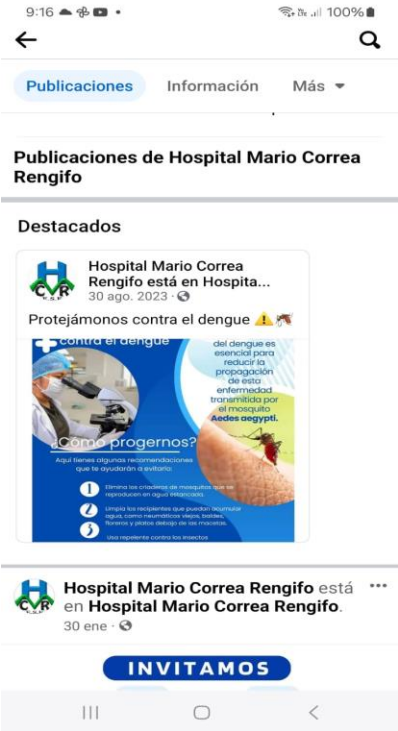 9:16
100%
Publicaciones
Información
Más
Publicaciones de Hospital Mario Correa
Rengifo
Destacados
Hospital Mario Correa
Rengifo está en Hospita...
30 ago. 2023 ·
Protejámonos contra el dengue
contra el dengue
del dengue es
esencial para
reducir la
propagación
de esta
enfermedad
transmitida por
el mosquito
Aedes aegypti.
¿Cómo progernos?
Aquí tienes algunas recomendaciones
que te ayudarán a evitarla:
1 Elimina los criaderos de mosquitos que se
reproducen en agua estancada.
2 Limpia los recipientes que puedan acumular
agua, como neumáticos viejos, baldes,
floreros y platos debajo de las macetas.
3
Usa repelente contra los insectos
Hospital Mario Correa Rengifo está
en Hospital Mario Correa Rengifo.
30 ene ·
INVITAMOS